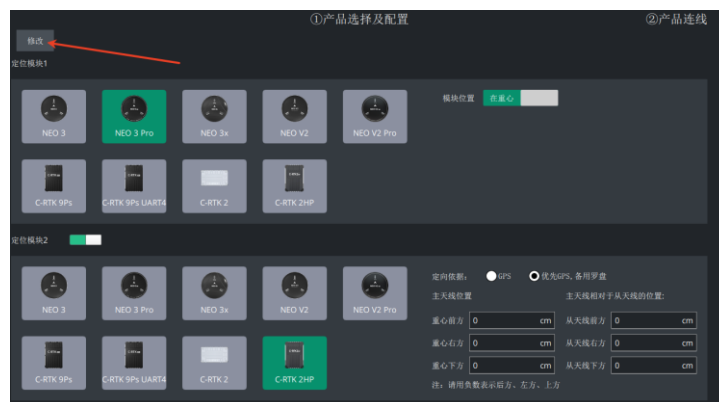 ①产品选择及配置 ②产品连线
修改
定位模块1
模块位置 在重心
NEO 3 NEO 3 Pro NEO 3x NEO V2 NEO V2 Pro
C-RTK 9Ps C-RTK 9Ps UART4 C-RTK 2 C-RTK 2HP
定位模块2
NEO 3 NEO 3 Pro NEO 3x NEO V2 NEO V2 Pro
C-RTK 9Ps C-RTK 9Ps UART4 C-RTK 2 C-RTK 2HP
定向依据: GPS 优先GPS, 备用罗盘
主天线位置 主天线相对于从天线的位置:
重心前方 0 cm 从天线前方 0 cm
重心右方 0 cm 从天线右方 0 cm
重心下方 0 cm 从天线下方 0 cm
注: 请用负数表示后方、左方、上方